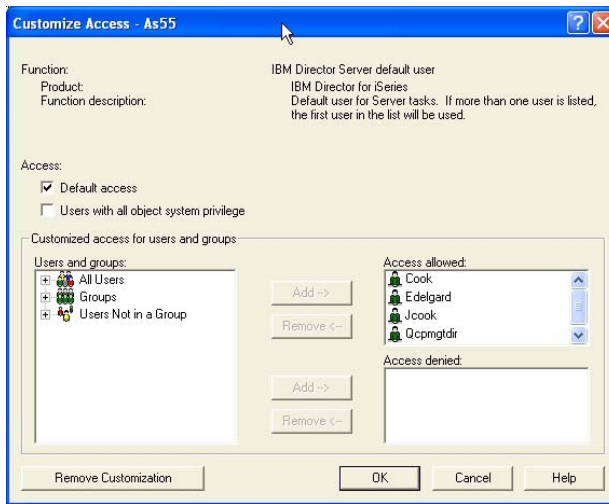 Customize Access - As55
Function: IBM Director Server default user
Product: IBM Director for iSeries
Function description: Default user for Server tasks. If more than one user is listed,
the first user in the list will be used.
Access:
Default access
Users with all object system privilege
Customized access for users and groups
Users and groups:
All Users
Groups
Users Not in a Group
Add -->
Remove <--
Access allowed:
Cook
Edelgard
Jcook
Qcpmgtdir
Access denied:
Add -->
Remove <--
Remove Customization
OK
Cancel
Help